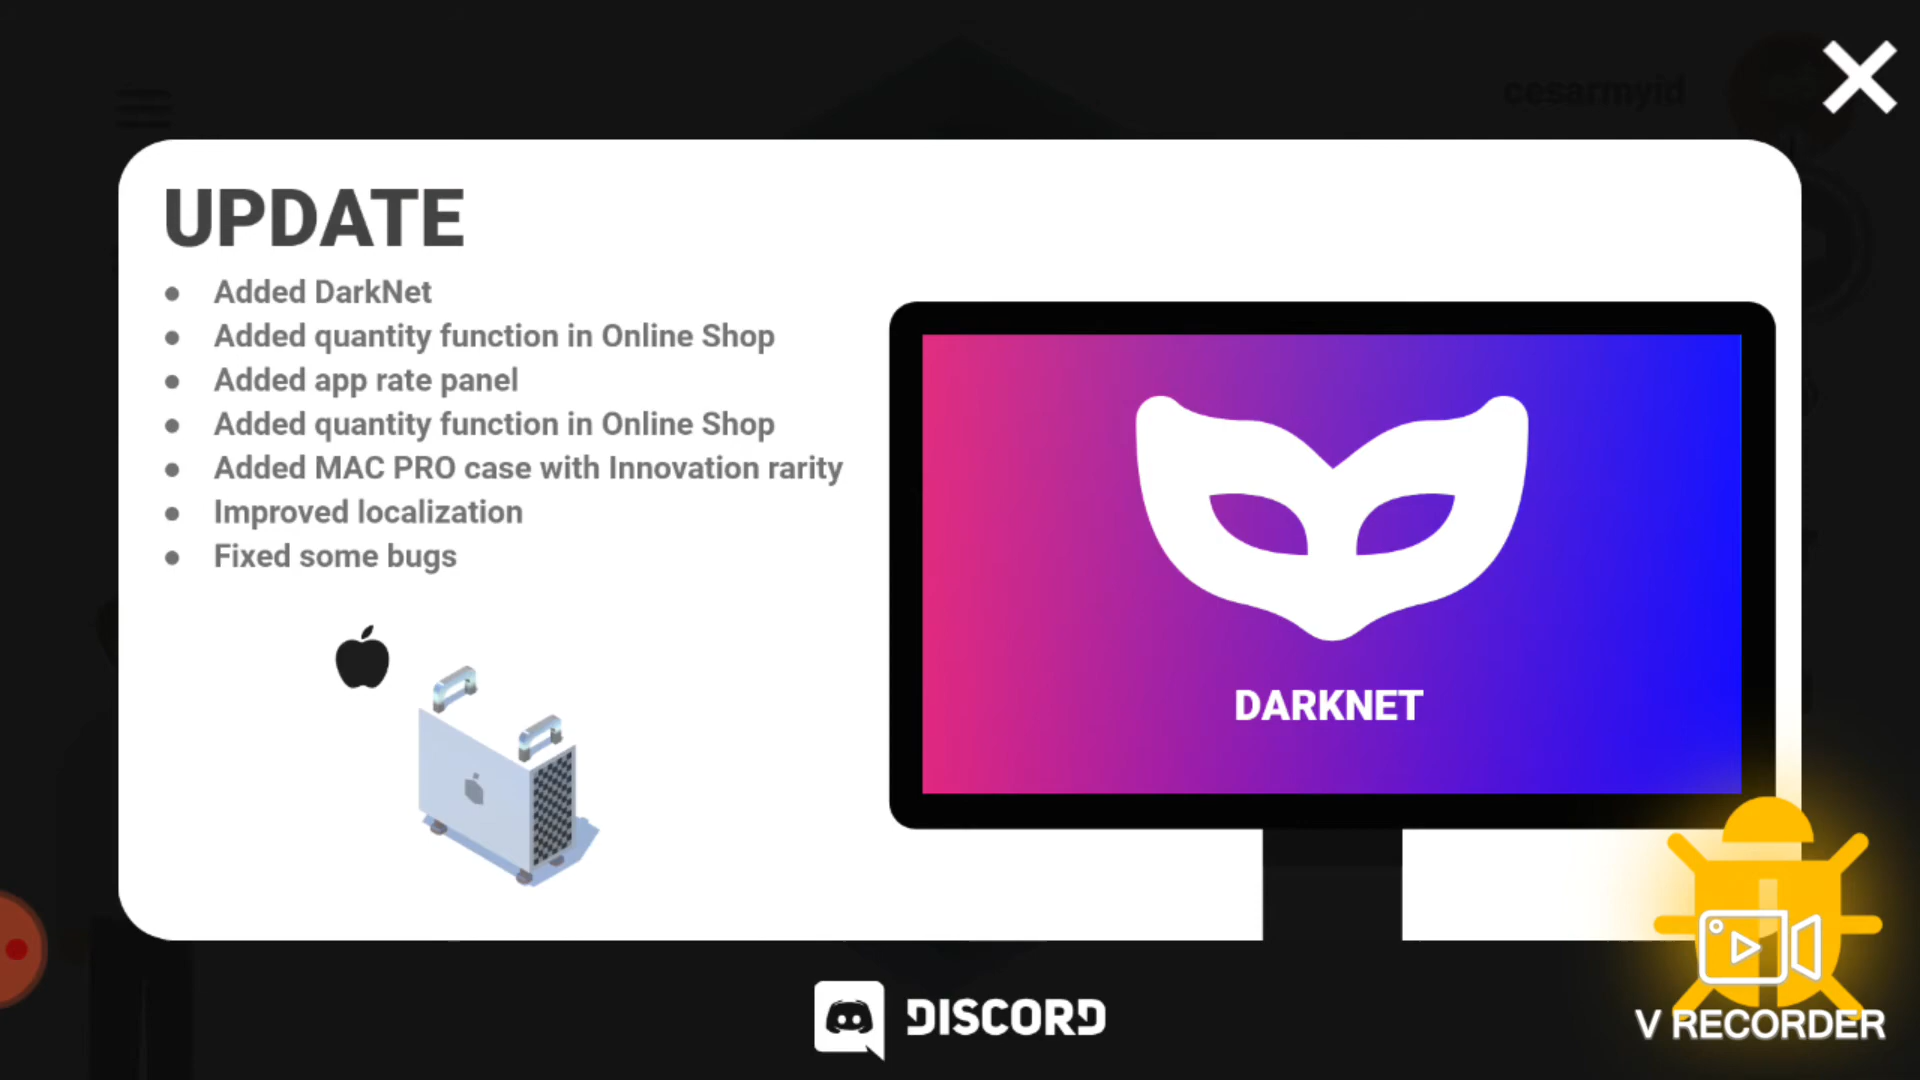 cesarmyid
UPDATE
• Added DarkNet
• Added quantity function in Online Shop
• Added app rate panel
• Added quantity function in Online Shop
• Added MAC PRO case with Innovation rarity
• Improved localization
• Fixed some bugs
DARKNET
DISCORD
V RECORDER